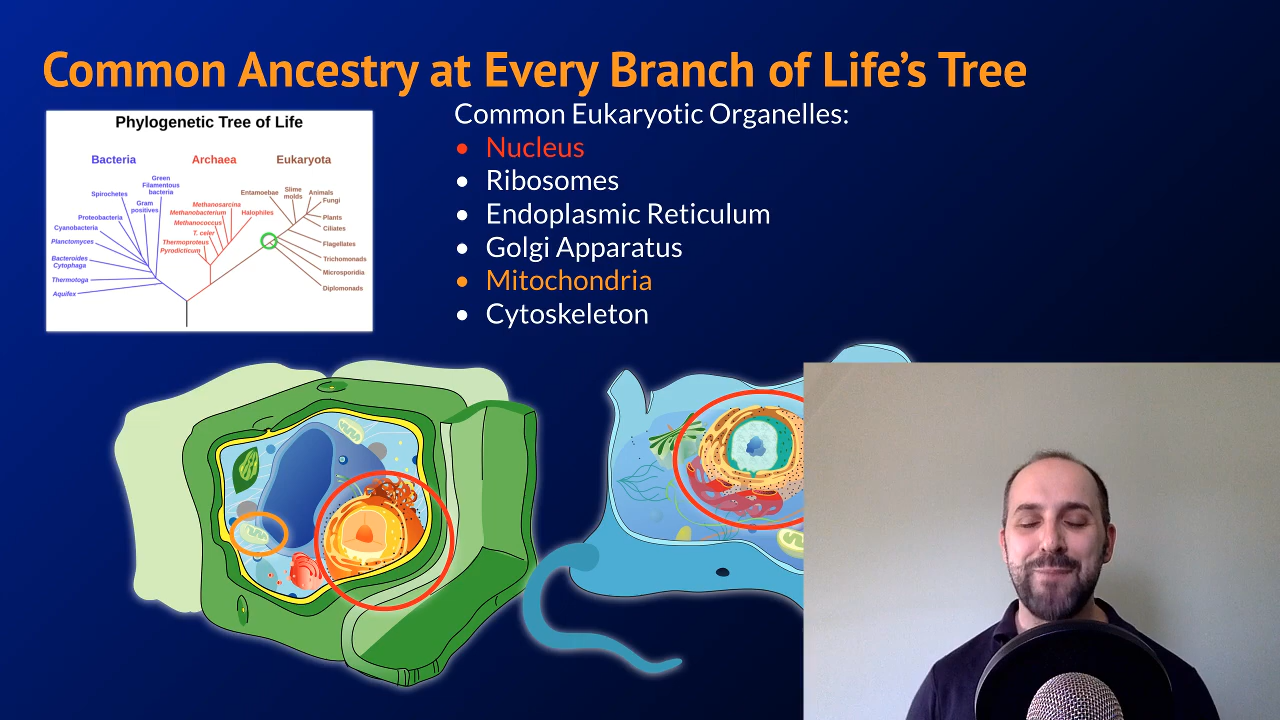 Common Ancestry at Every Branch of Life’s Tree
Phylogenetic Tree of Life
Bacteria
Archaea
Eukaryota
Green
Filamentous
bacteria
Spirochetes
Gram
positives
Proteobacteria
Cyanobacteria
Planctomyces
Bacteroides
Cytophaga
Thermotoga
Aquifex
Methanosarcina
Methanobacterium
Halophiles
Methanococcus
T. celer
Thermoproteus
Pyrodicticum
Entamoebae
Slime
molds
Animals
Fungi
Plants
Ciliates
Flagellates
Trichomonads
Microsporidia
Diplomonads
Common Eukaryotic Organelles:
• Nucleus
• Ribosomes
• Endoplasmic Reticulum
• Golgi Apparatus
• Mitochondria
• Cytoskeleton